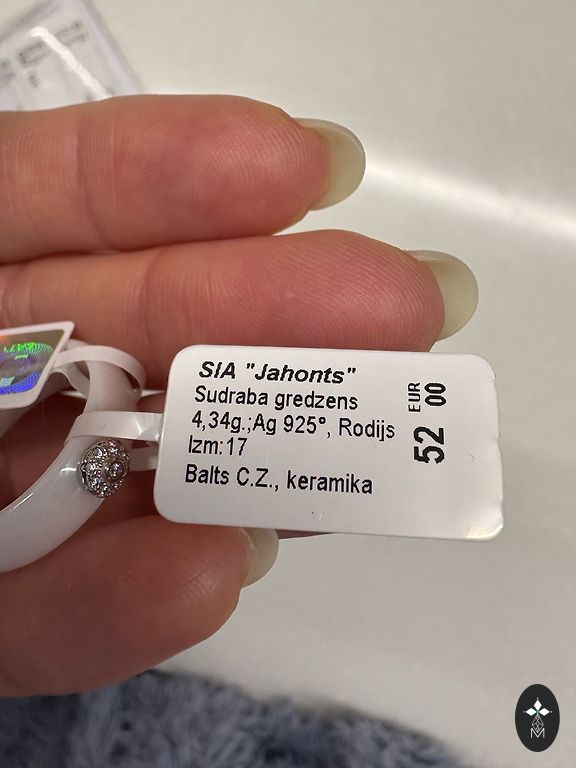 SIA "Jahonts"
Sudraba gredzens
4,34g.;Ag 925°, Rodijs
Izm:17
Balts C.Z., keramika
EUR
52 00